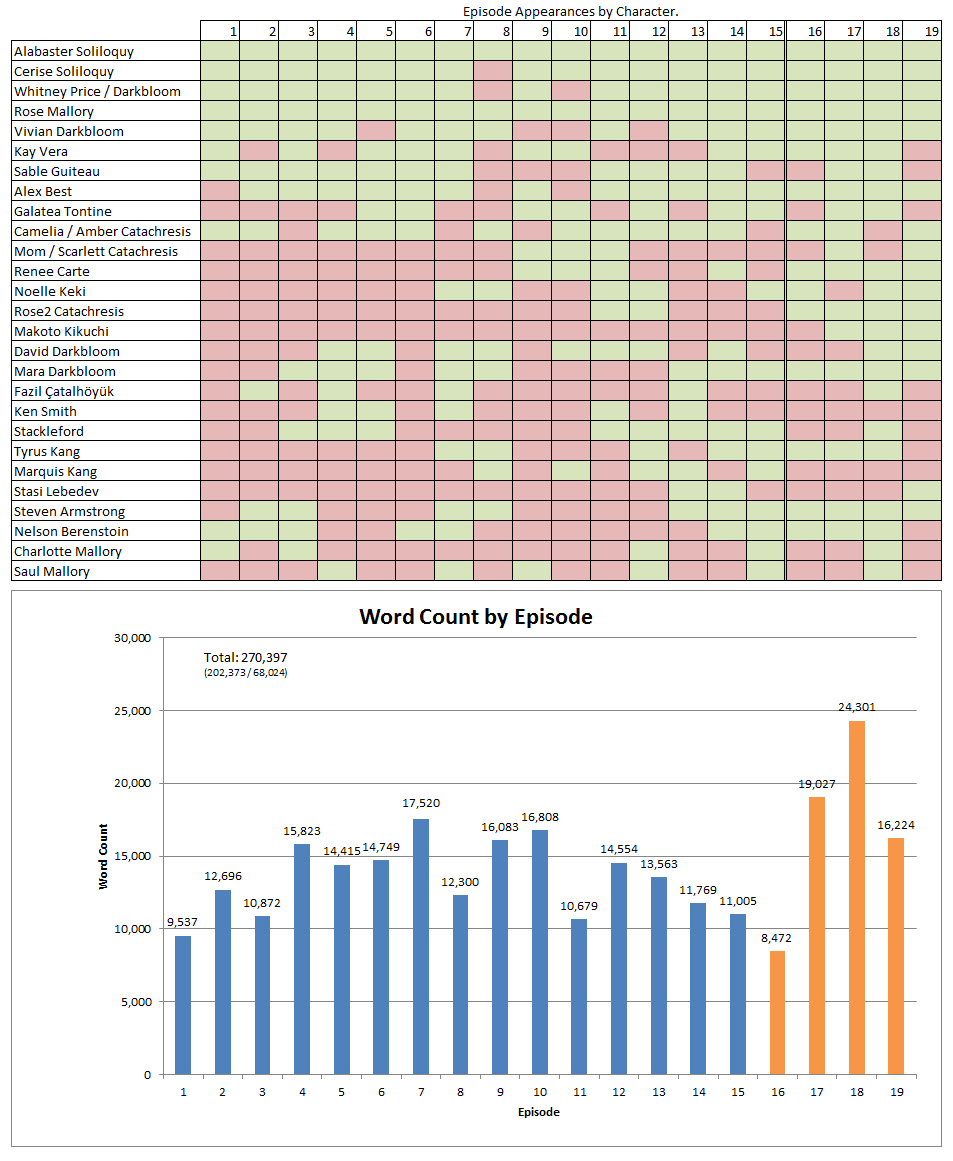 Episode Appearances by Character.
1 2 3 4 5 6 7 8 9 10 11 12 13 14 15 16 17 18 19
Alabaster Soliloquy
Cerise Soliloquy
Whitney Price / Darkbloom
Rose Mallory
Vivian Darkbloom
Kay Vera
Sable Guiteau
Alex Best
Galatea Tontine
Camelia / Amber Catachresis
Mom / Scarlett Catachresis
Renee Carte
Noelle Keki
Rose2 Catachresis
Makoto Kikuchi
David Darkbloom
Mara Darkbloom
Fazil Çatalhöyük
Ken Smith
Stackleford
Tyrus Kang
Marquis Kang
Stasi Lebedev
Steven Armstrong
Nelson Berenstoin
Charlotte Mallory
Saul Mallory
Word Count by Episode
30,000
Total: 270,397
(202,373 / 68,024)
25,000
24,301
20,000
19,027
17,520
16,808
16,224
16,083
15,823
15,000
14,749
14,415
14,554
13,563
12,696
12,300
11,769
11,005
10,872
10,679
10,000
9,537
8,472
5,000
0
Word Count
1 2 3 4 5 6 7 8 9 10 11 12 13 14 15 16 17 18 19
Episode